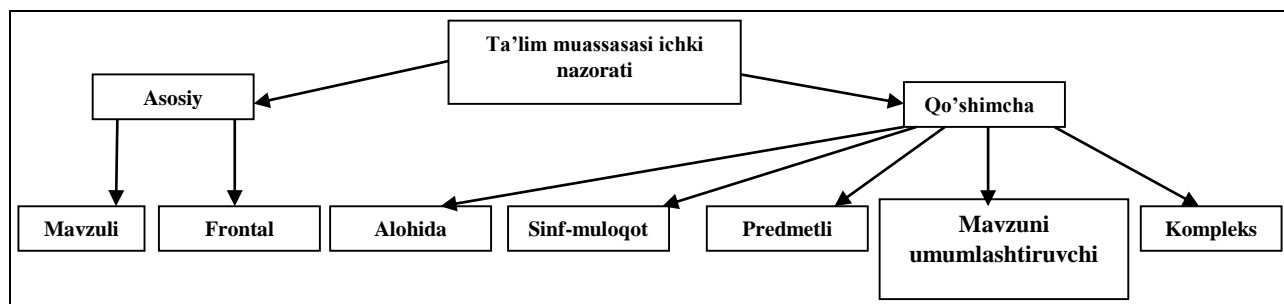 Ta’lim muassasasi ichki
nazorati
Asosiy
Qo’shimcha
Mavzuli
Frontal
Alohida
Sinf-muloqot
Predmetli
Mavzuni
umumlashtiruvchi
Kompleks